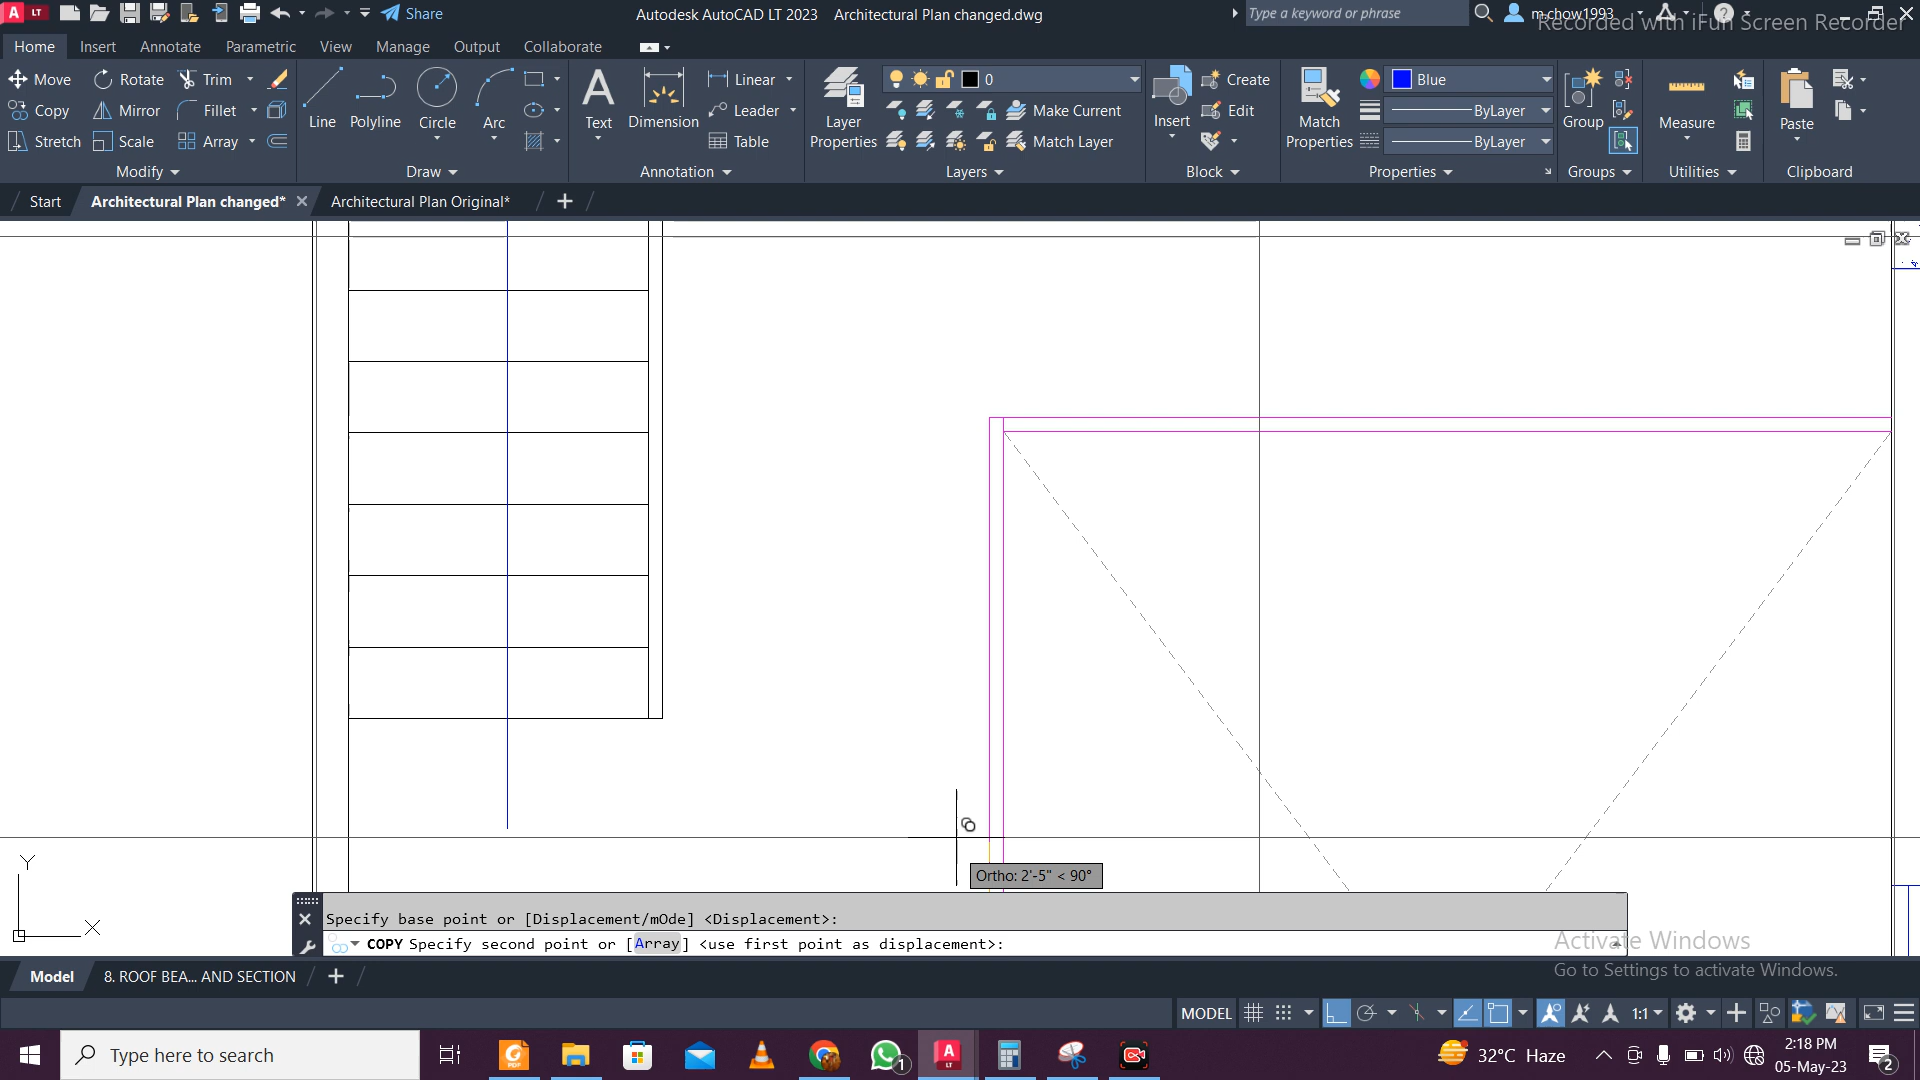 LT Share Autodesk AutoCAD LT 2023 Architectural Plan changed.dwg Type a keyword or phrase m.chow1993
Recorded with iFun Screen Recorder
Home Insert Annotate Parametric View Manage Output Collaborate
Move Rotate Trim Linear 0 Create Blue
Copy Mirror Fillet Leader Make Current Edit ByLayer
Line Polyline Circle Arc Text Dimension Layer Properties Insert Match Properties Group Measure Paste
Stretch Scale Array Table Match Layer ByLayer
Modify Draw Annotation Layers Block Properties Groups Utilities Clipboard
Start Architectural Plan changed* Architectural Plan Original*
Y
X
Ortho: 2'-5" < 90°
Specify base point or [Displacement/mOde] <Displacement>:
COPY Specify second point or [Array] <use first point as displacement>:
Activate Windows
Go to Settings to activate Windows.
Model 8. ROOF BEA... AND SECTION
MODEL 1:1
Type here to search PDF 1 A LT 32°C Haze 2:18 PM
05-May-23 2